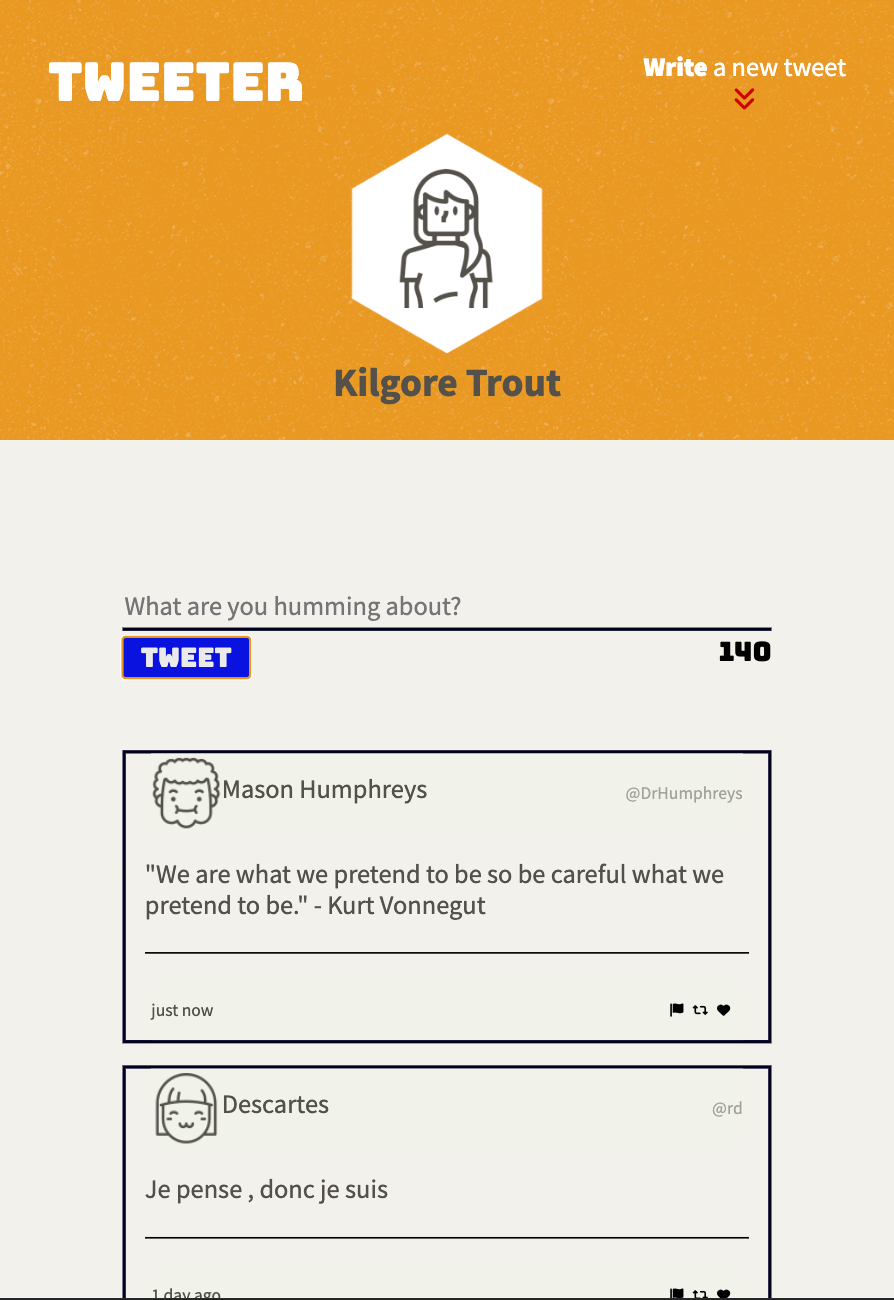 TWEETER
Write a new tweet
Kilgore Trout
What are you humming about?
TWEET
140
Mason Humphreys
@DrHumphreys
"We are what we pretend to be so be careful what we
pretend to be." - Kurt Vonnegut
just now
Descartes
@rd
Je pense , donc je suis
1 day ago